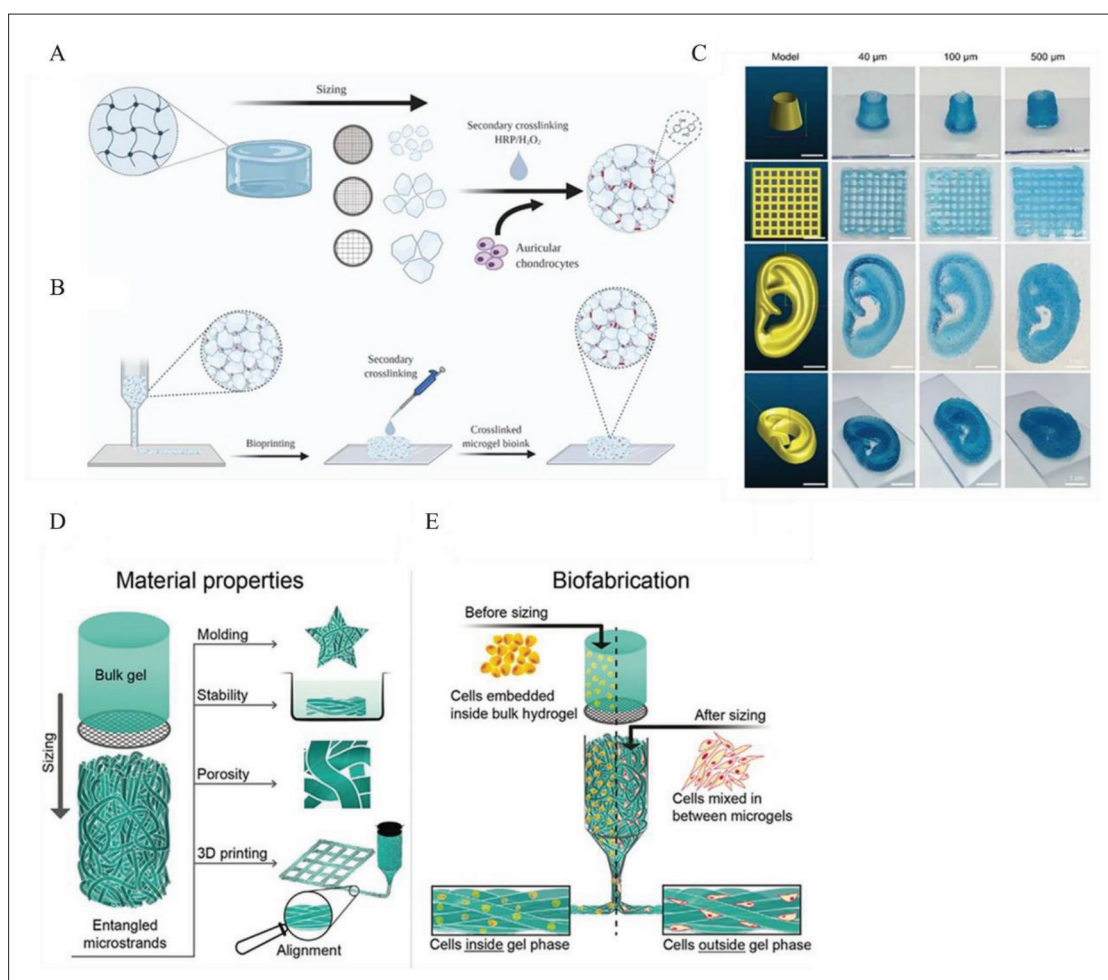 A
Sizing
Secondary crosslinking
HRP/H₂O₂
Auricular
chondrocytes
B
Bioprinting
Secondary
crosslinking
Crosslinked
microgel bioink
C
Model
40 µm
100 µm
500 µm
1 cm
1 cm
1 cm
D
Material properties
Bulk gel
Sizing
Entangled
microstrands
Molding
Stability
Porosity
3D printing
Alignment
E
Biofabrication
Before sizing
Cells embedded
inside bulk hydrogel
After sizing
Cells mixed in
between microgels
Cells inside gel phase
Cells outside gel phase